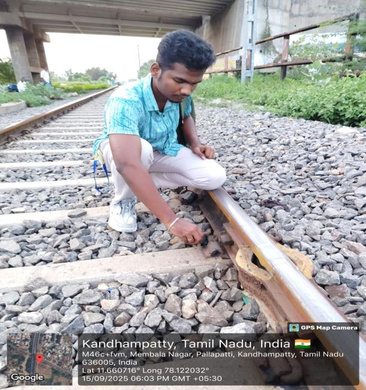 GPS Map Camera
Kandhampatty, Tamil Nadu, India
M46c+fvm, Membala Nagar, Pallapatti, Kandhampatty, Tamil Nadu
636005, India
Lat 11.660716° Long 78.122032°
15/09/2025 06:03 PM GMT +05:30
Google